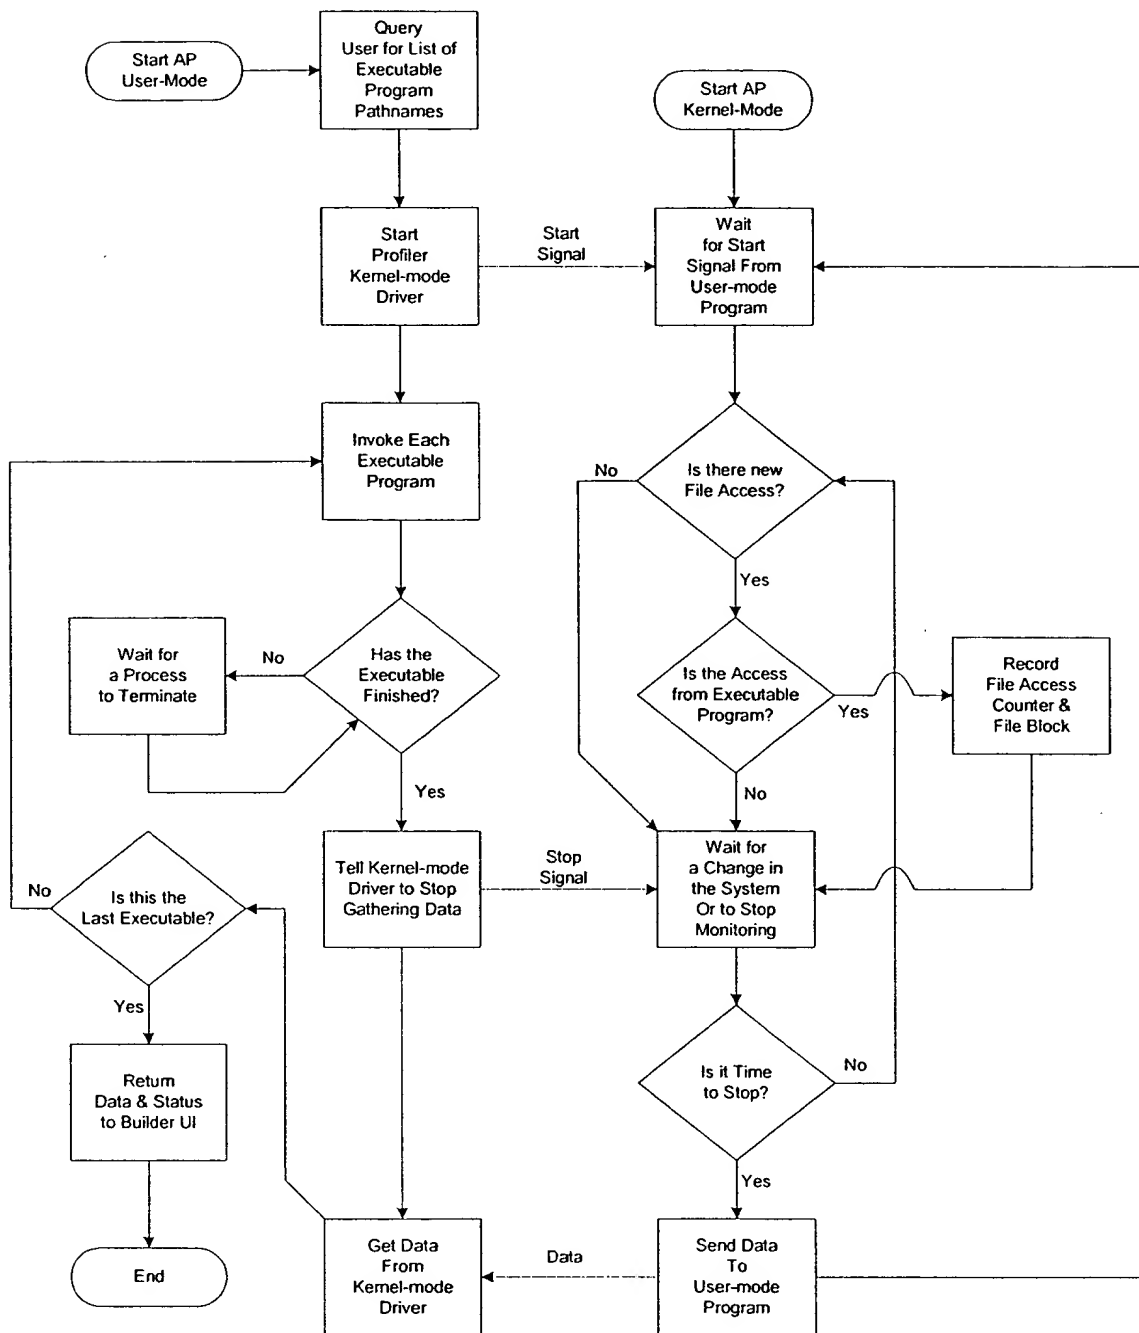 Query
User for List of
Executable
Program
Pathnames
Start AP
User-Mode
Start AP
Kernel-Mode
Start
Profiler
Kernel-mode
Driver
Start
Signal
Wait
for Start
Signal From
User-mode
Program
Invoke Each
Executable
Program
No
Is there new
File Access?
Yes
Wait for
a Process
to Terminate
No
Has the
Executable
Finished?
Is the Access
from Executable
Program?
Yes
Record
File Access
Counter &
File Block
Yes
No
No
Is this the
Last Executable?
Tell Kernel-mode
Driver to Stop
Gathering Data
Stop
Signal
Wait for
a Change in
the System
Or to Stop
Monitoring
Yes
Return
Data & Status
to Builder UI
Is it Time
to Stop?
No
Yes
End
Get Data
From
Kernel-mode
Driver
Data
Send Data
To
User-mode
Program